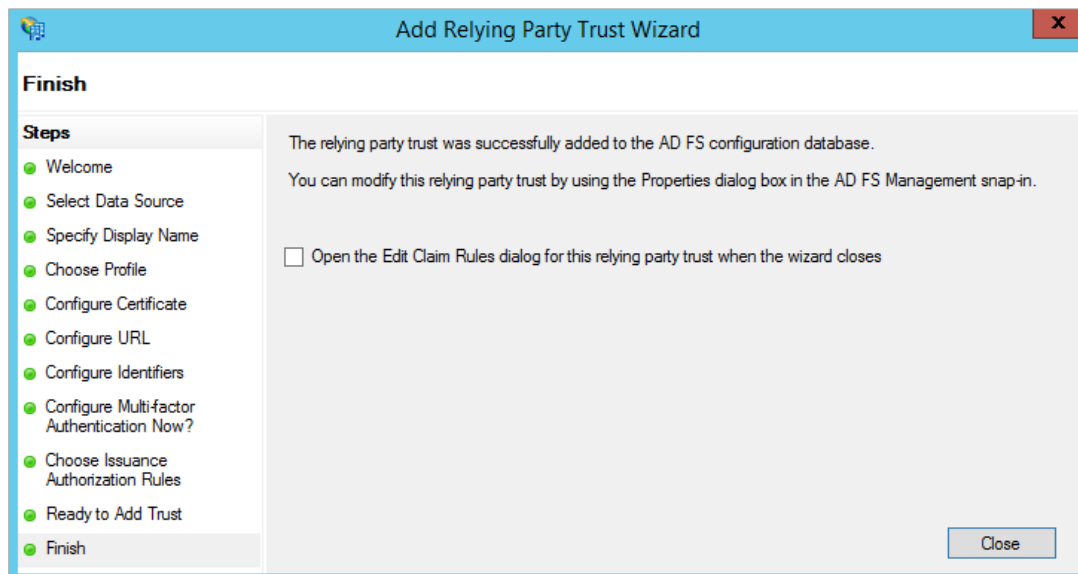 Add Relying Party Trust Wizard
x
Finish
Steps
Welcome
Select Data Source
Specify Display Name
Choose Profile
Configure Certificate
Configure URL
Configure Identifiers
Configure Multi-factor
Authentication Now?
Choose Issuance
Authorization Rules
Ready to Add Trust
Finish
The relying party trust was successfully added to the AD FS configuration database.
You can modify this relying party trust by using the Properties dialog box in the AD FS Management snap-in.
Open the Edit Claim Rules dialog for this relying party trust when the wizard closes
Close